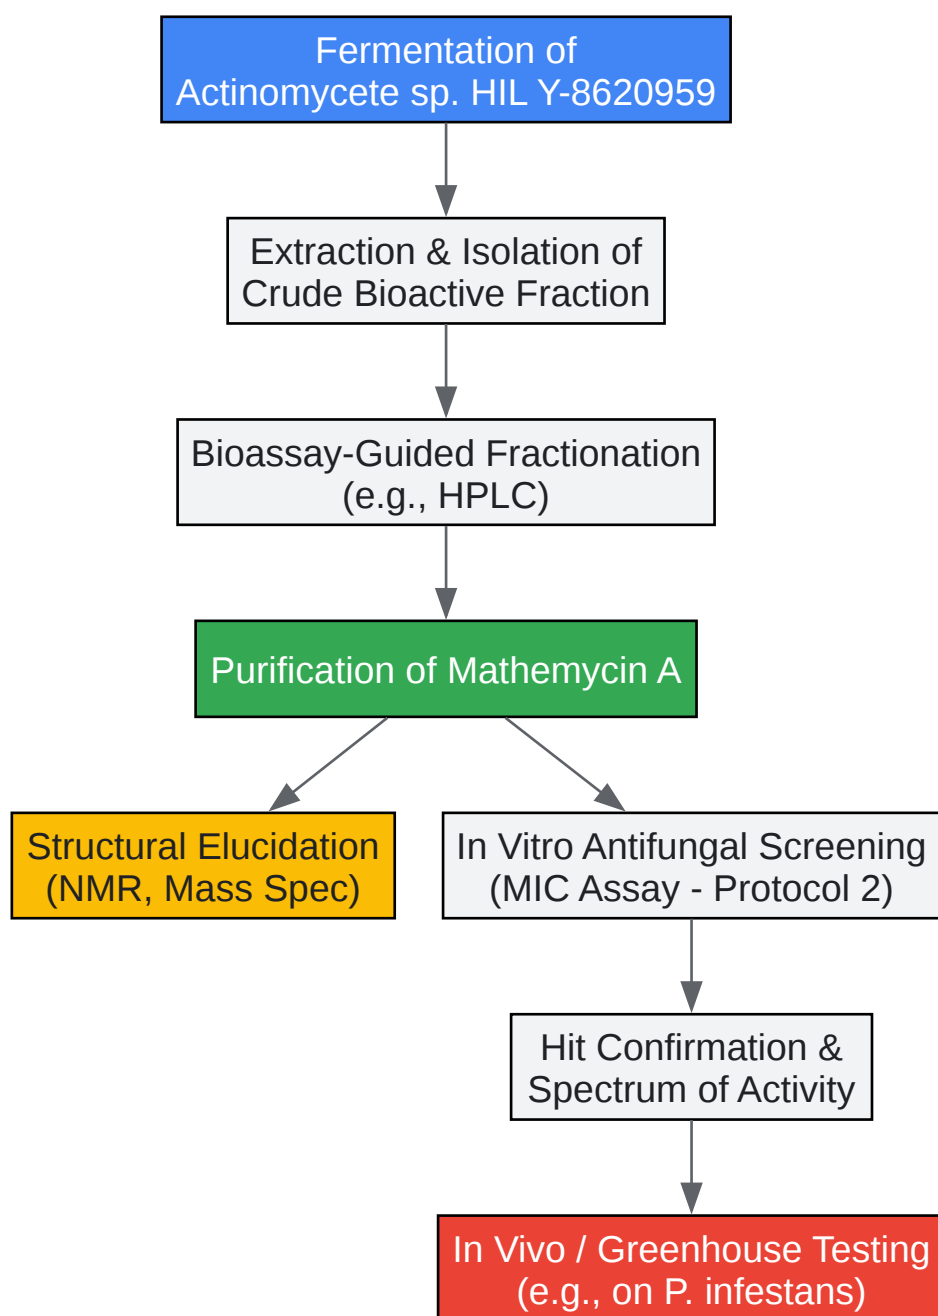 Fermentation of
Actinomycete sp. HIL Y-8620959
Extraction & Isolation of
Crude Bioactive Fraction
Bioassay-Guided Fractionation
(e.g., HPLC)
Purification of Mathemycin A
Structural Elucidation
(NMR, Mass Spec)
In Vitro Antifungal Screening
(MIC Assay - Protocol 2)
Hit Confirmation &
Spectrum of Activity
In Vivo / Greenhouse Testing
(e.g., on P. infestans)